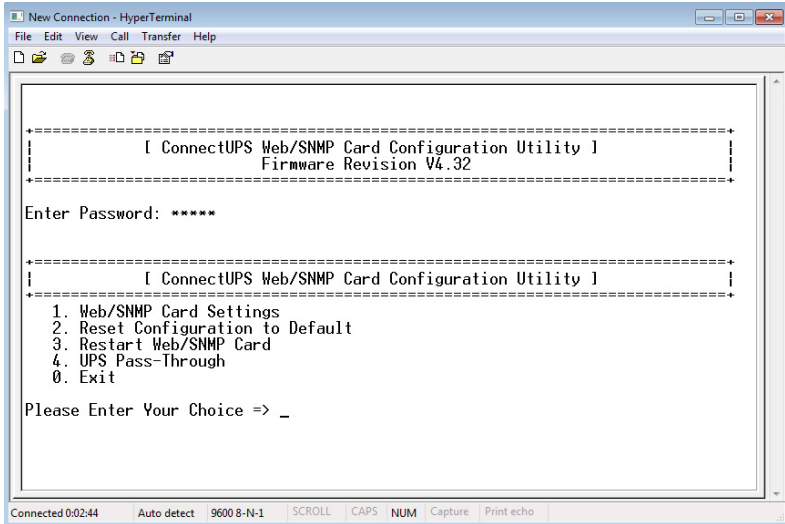 New Connection - HyperTerminal
File Edit View Call Transfer Help
+============================================================================+
| [ ConnectUPS Web/SNMP Card Configuration Utility ] |
| Firmware Revision V4.32 |
+============================================================================+
Enter Password: *****
+============================================================================+
| [ ConnectUPS Web/SNMP Card Configuration Utility ] |
+============================================================================+
1. Web/SNMP Card Settings
2. Reset Configuration to Default
3. Restart Web/SNMP Card
4. UPS Pass-Through
0. Exit
Please Enter Your Choice => _
Connected 0:02:44 Auto detect 9600 8-N-1 SCROLL CAPS NUM Capture Print echo